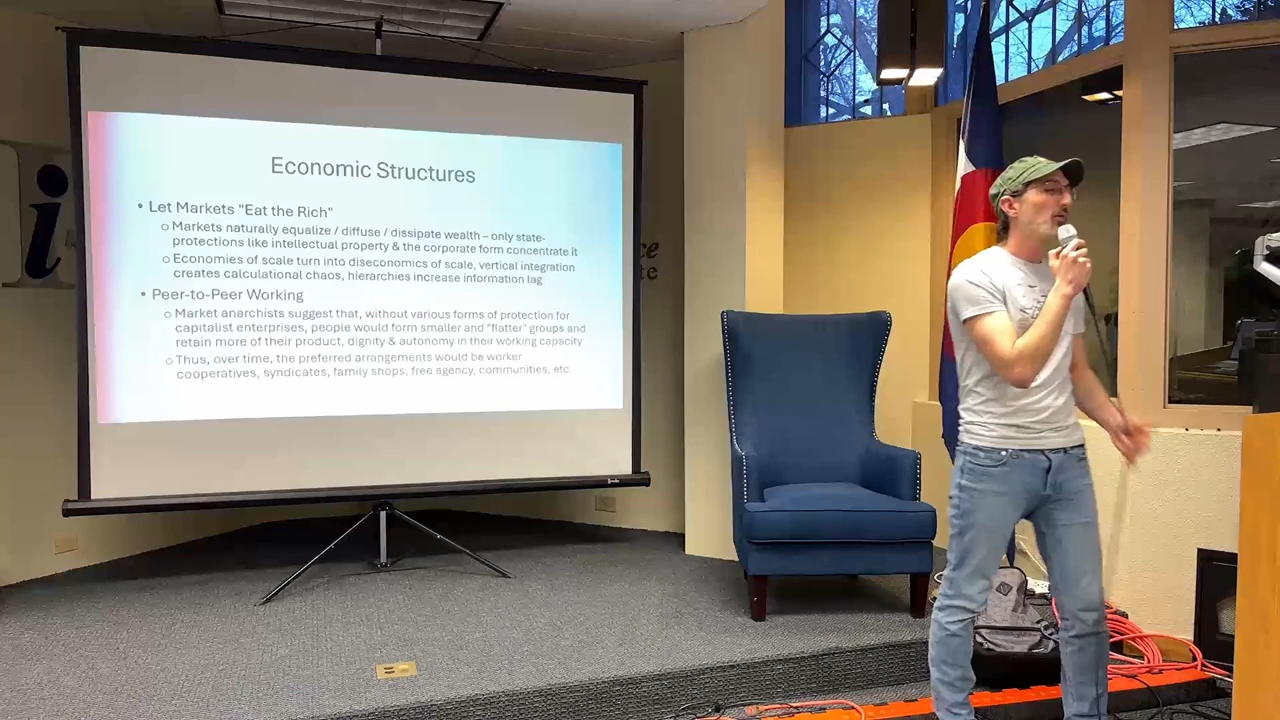 Economic Structures
• Let Markets "Eat the Rich"
o Markets naturally equalize / diffuse / dissipate wealth – only state-
protections like intellectual property & the corporate form concentrate it
o Economies of scale turn into diseconomies of scale, vertical integration
creates calculational chaos, hierarchies increase information lag
• Peer-to-Peer Working
o Market anarchists suggest that, without various forms of protection for
capitalist enterprises, people would form smaller and "flatter" groups and
retain more of their product, dignity & autonomy in their working capacity
o Thus, over time, the preferred arrangements would be worker
cooperatives, syndicates, family shops, free agency, communities, etc
i
ce
te